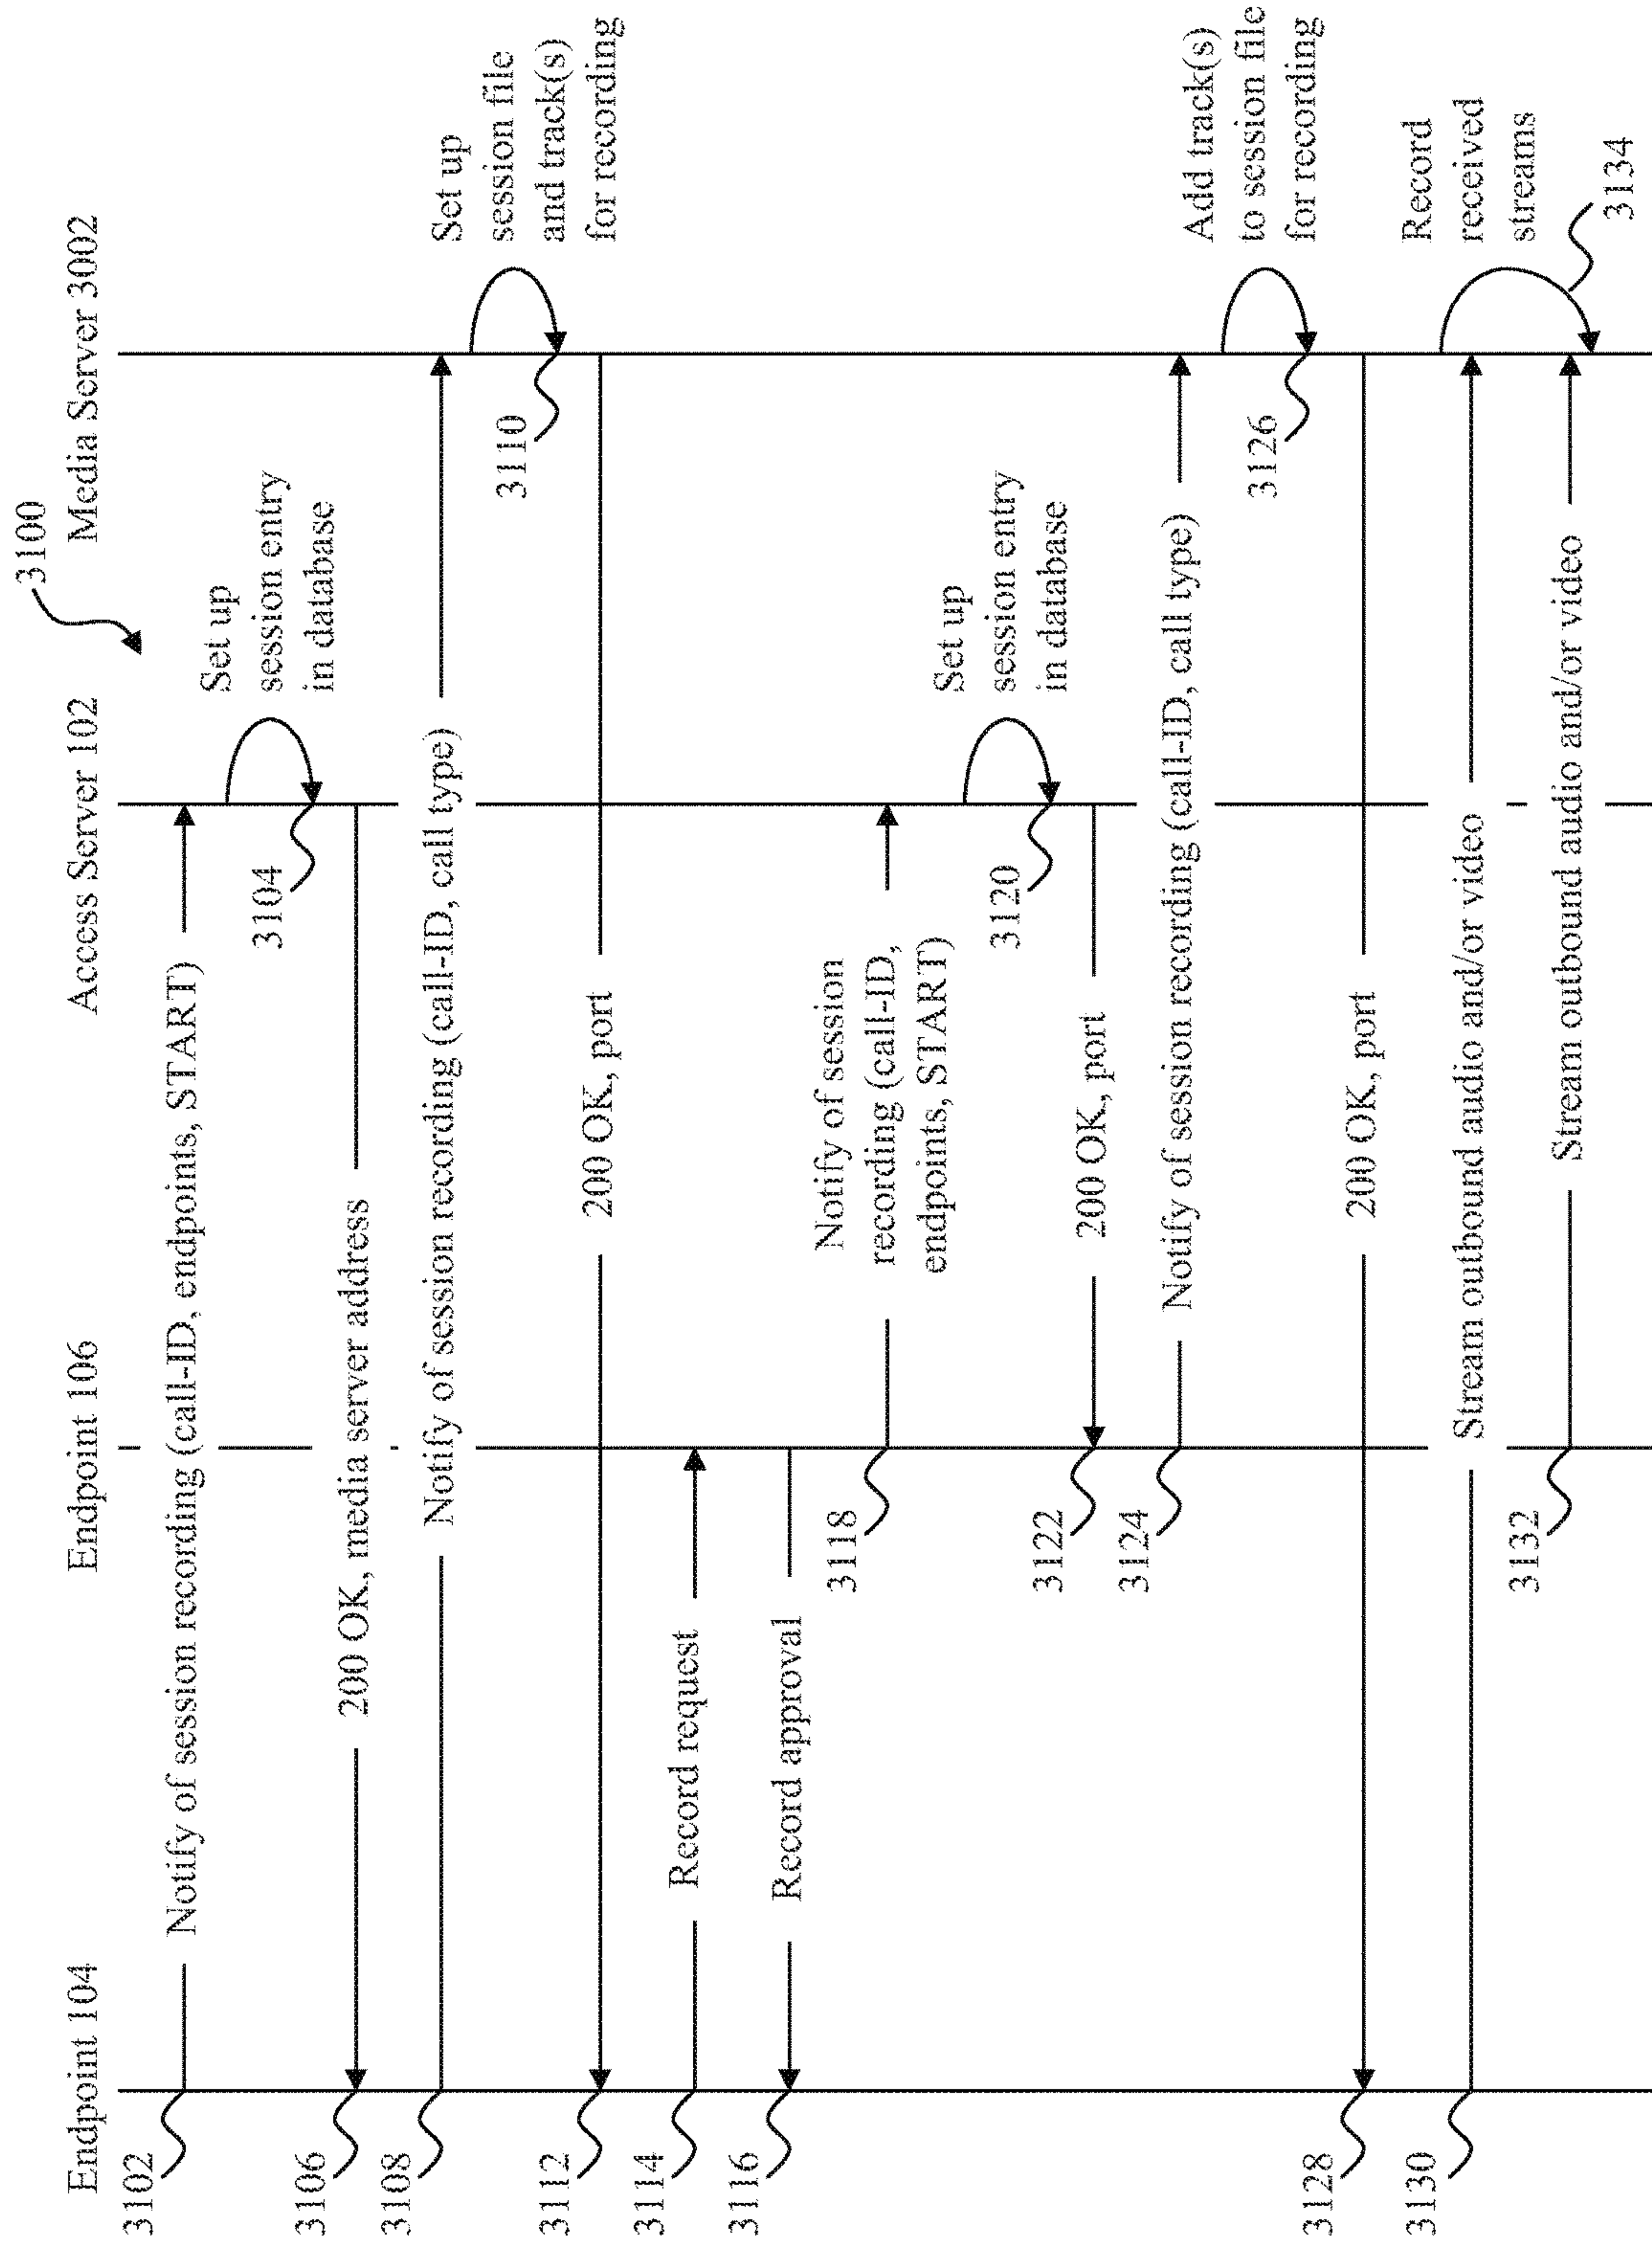 3100
Endpoint 104
Endpoint 106
Access Server 102
Media Server 3002
3102
Notify of session recording (call-ID, endpoints, START)
Set up
session entry
in database
3104
3106
200 OK, media server address
3108
Notify of session recording (call-ID, call type)
Set up
session file
and track(s)
for recording
3110
3112
200 OK, port
3114
Record request
3116
Record approval
3118
Notify of session
recording (call-ID,
endpoints, START)
Set up
session entry
in database
3120
3122
200 OK, port
3124
Notify of session recording (call-ID, call type)
Add track(s)
to session file
for recording
3126
3128
200 OK, port
3130
Stream outbound audio and/or video
Record
received
streams
3132
Stream outbound audio and/or video
3134